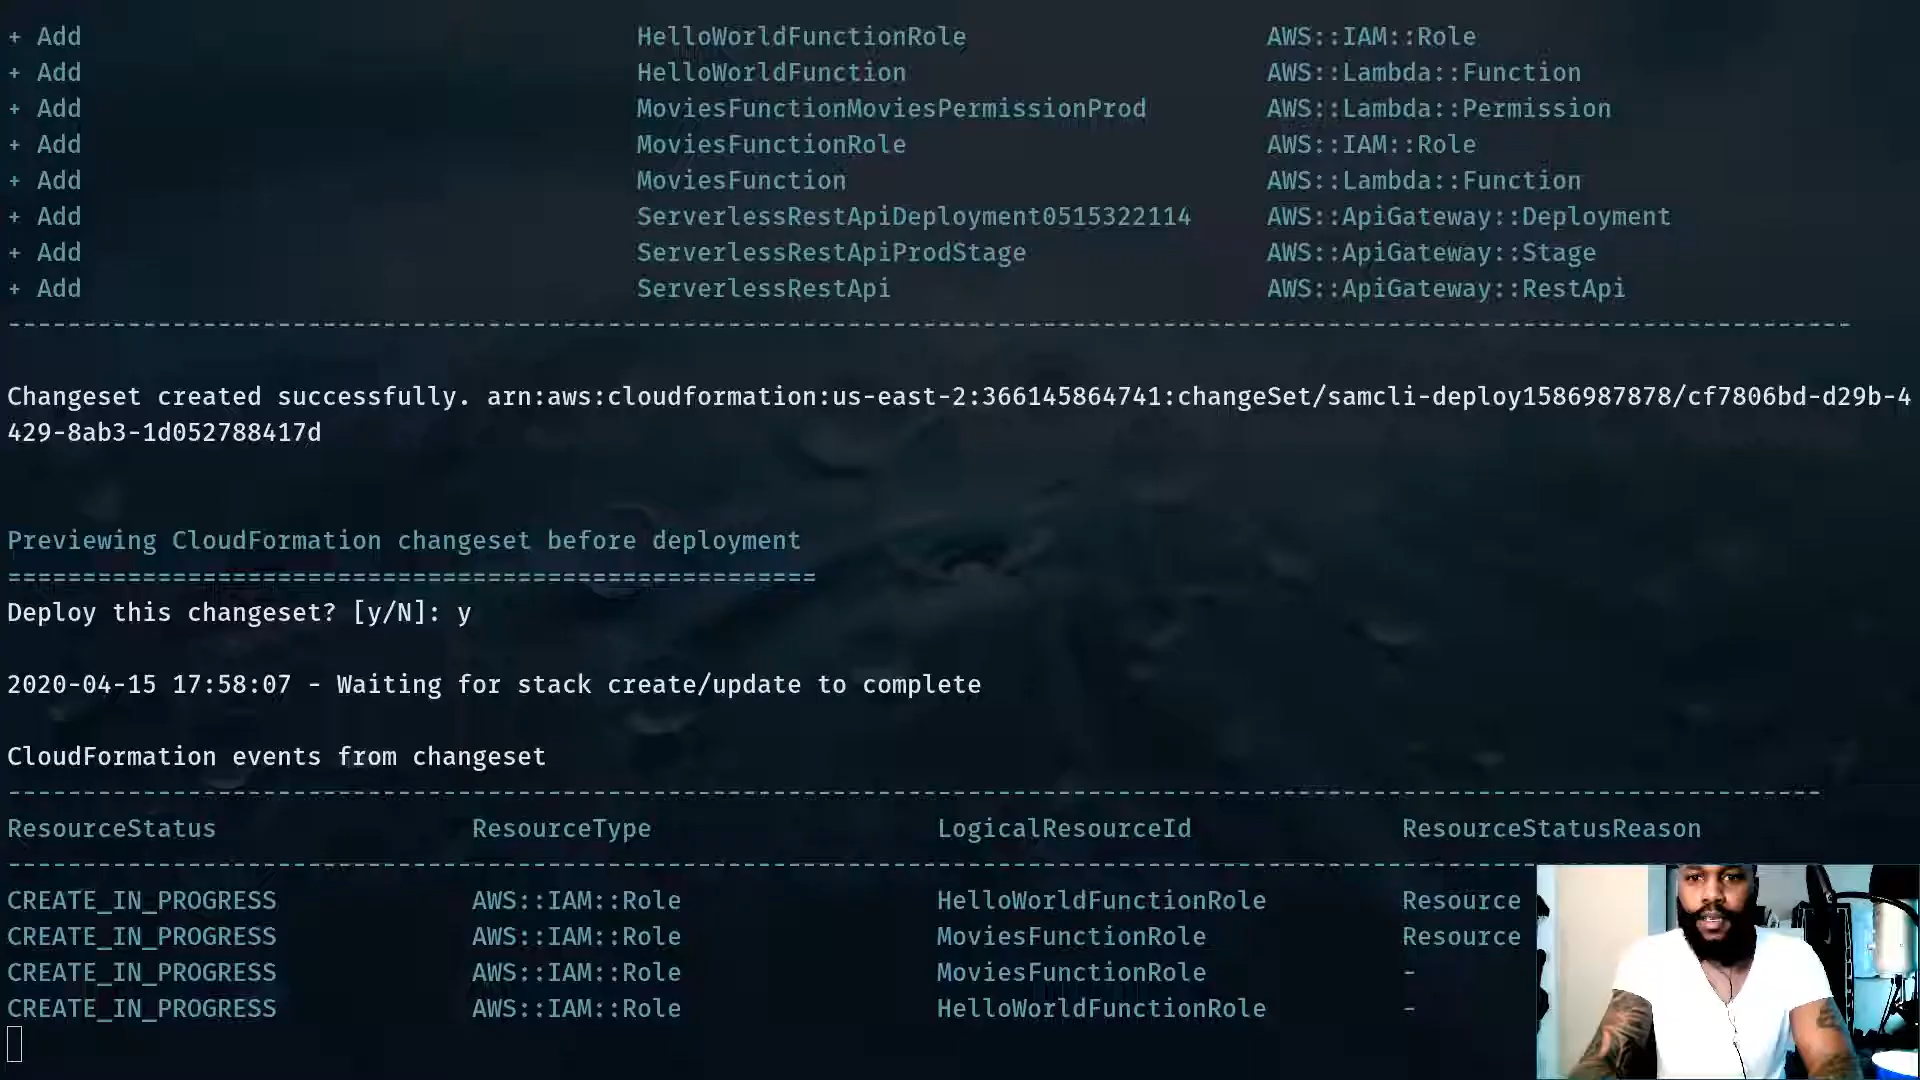 + Add HelloWorldFunctionRole AWS::IAM::Role
+ Add HelloWorldFunction AWS::Lambda::Function
+ Add MoviesFunctionMoviesPermissionProd AWS::Lambda::Permission
+ Add MoviesFunctionRole AWS::IAM::Role
+ Add MoviesFunction AWS::Lambda::Function
+ Add ServerlessRestApiDeployment0515322114 AWS::ApiGateway::Deployment
+ Add ServerlessRestApiProdStage AWS::ApiGateway::Stage
+ Add ServerlessRestApi AWS::ApiGateway::RestApi
Changeset created successfully. arn:aws:cloudformation:us-east-2:366145864741:changeSet/samcli-deploy1586987878/cf7806bd-d29b-4
429-8ab3-1d052788417d
Previewing CloudFormation changeset before deployment
======================================================
Deploy this changeset? [y/N]: y
2020-04-15 17:58:07 - Waiting for stack create/update to complete
CloudFormation events from changeset
ResourceStatus ResourceType LogicalResourceId ResourceStatusReason
CREATE_IN_PROGRESS AWS::IAM::Role HelloWorldFunctionRole Resource
CREATE_IN_PROGRESS AWS::IAM::Role MoviesFunctionRole Resource
CREATE_IN_PROGRESS AWS::IAM::Role MoviesFunctionRole -
CREATE_IN_PROGRESS AWS::IAM::Role HelloWorldFunctionRole -